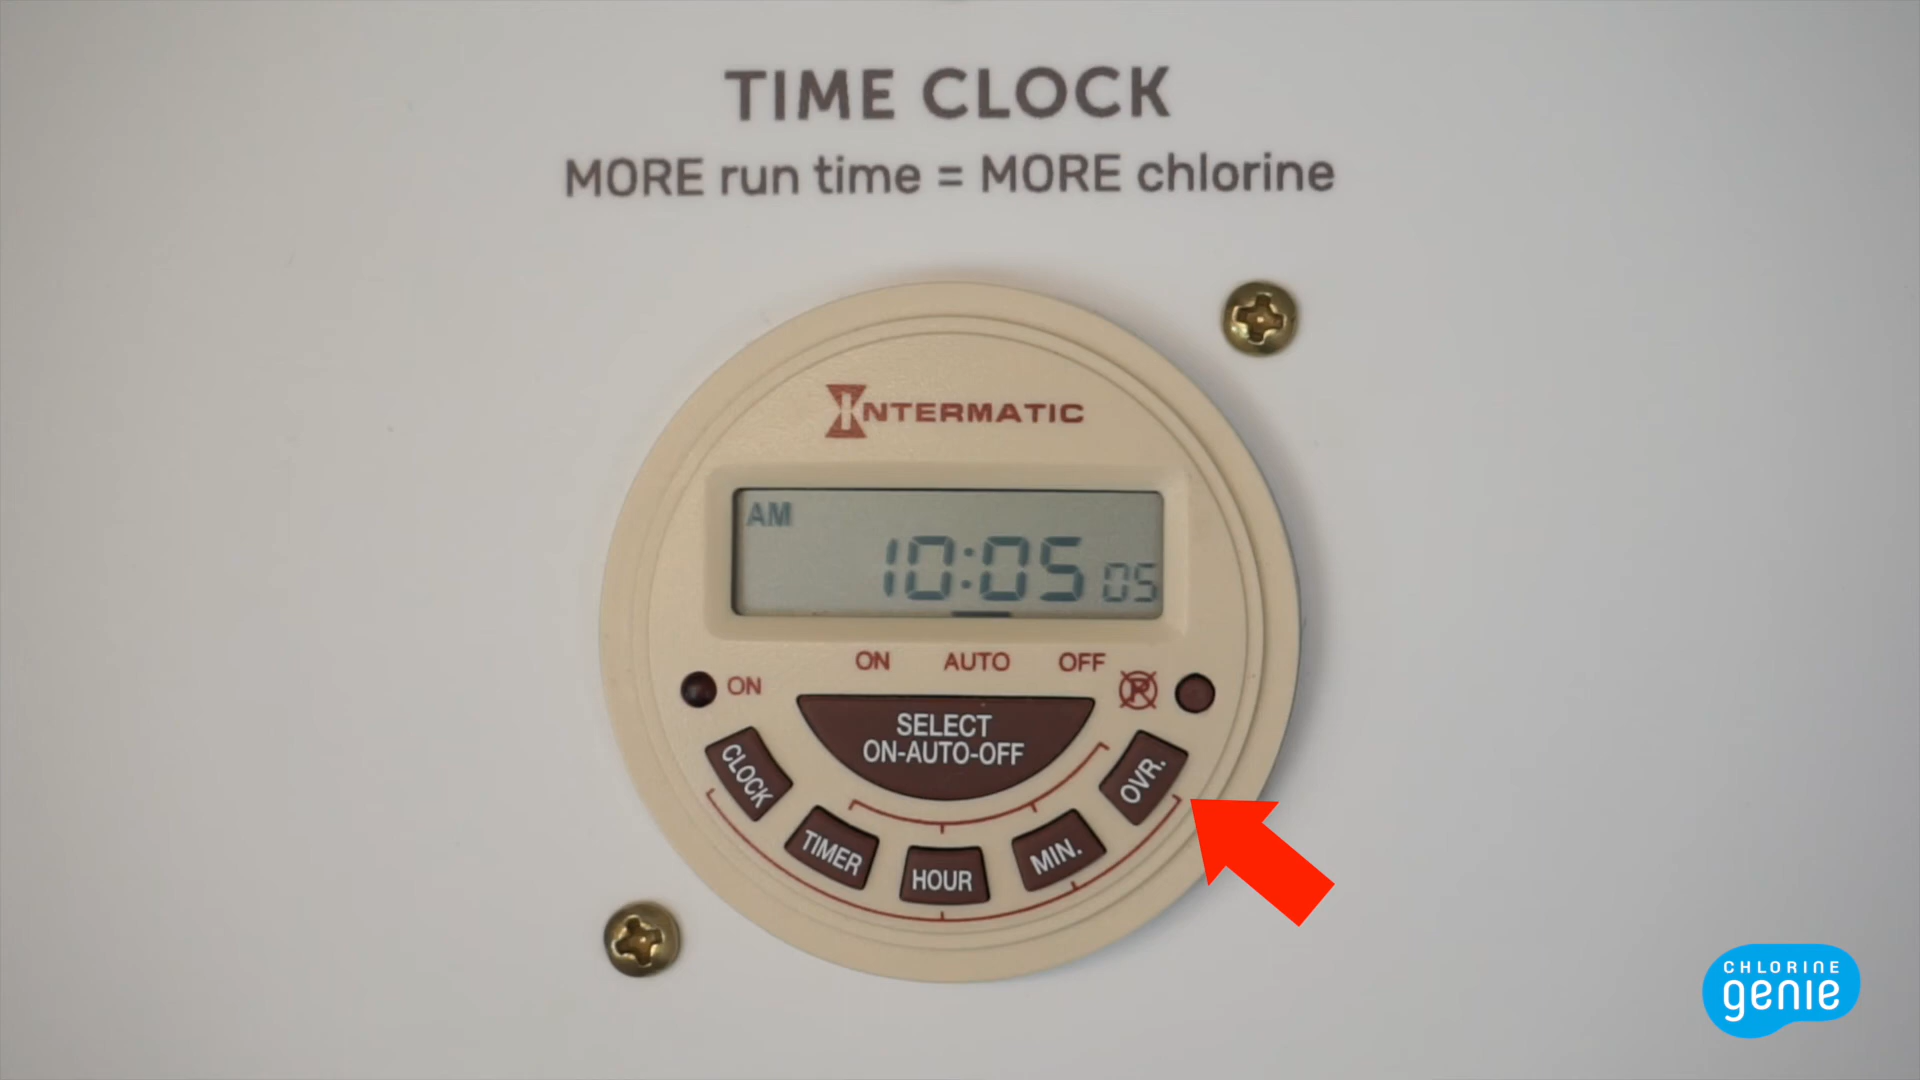 TIME CLOCK
MORE run time = MORE chlorine
INTERMATIC
AM
10:05 05
ON AUTO OFF
ON
R
SELECT
ON-AUTO-OFF
CLOCK
TIMER
HOUR
MIN.
OVR.
CHLORINE
genie